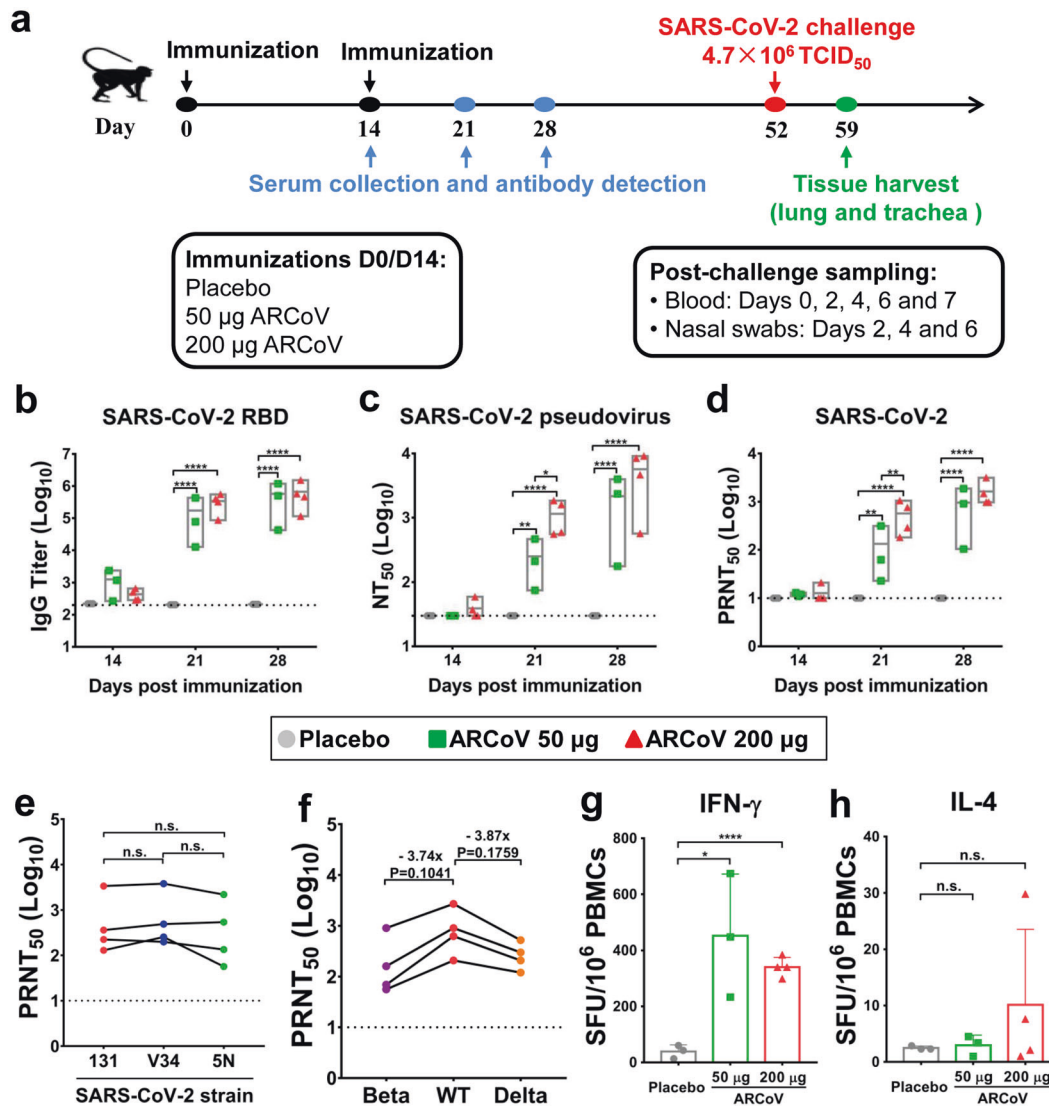 a
Immunization
Immunization
SARS-CoV-2 challenge
4.7×10⁶ TCID₅₀
Day
0
14
21
28
52
59
Serum collection and antibody detection
Tissue harvest
(lung and trachea )
Immunizations D0/D14:
Placebo
50 μg ARCoV
200 μg ARCoV
Post-challenge sampling:
• Blood: Days 0, 2, 4, 6 and 7
• Nasal swabs: Days 2, 4 and 6
b
SARS-CoV-2 RBD
IgG Titer (Log₁₀)
7
6
5
4
3
2
1
****
****
****
****
14
21
28
Days post immunization
c
SARS-CoV-2 pseudovirus
NT₅₀ (Log₁₀)
4
3
2
1
*
****
**
****
****
14
21
28
Days post immunization
d
SARS-CoV-2
PRNT₅₀ (Log₁₀)
4
3
2
1
0
**
****
**
****
****
14
21
28
Days post immunization
Placebo
ARCoV 50 μg
ARCoV 200 μg
e
PRNT₅₀ (Log₁₀)
5
4
3
2
1
0
n.s.
n.s.
n.s.
131
V34
5N
SARS-CoV-2 strain
f
PRNT₅₀ (Log₁₀)
5
4
3
2
1
0
- 3.74x
P=0.1041
- 3.87x
P=0.1759
Beta
WT
Delta
g
IFN-γ
SFU/10⁶ PBMCs
800
600
400
200
0
****
*
Placebo
50 μg
200 μg
ARCoV
h
IL-4
SFU/10⁶ PBMCs
40
30
20
10
0
n.s.
n.s.
Placebo
50 μg
200 μg
ARCoV